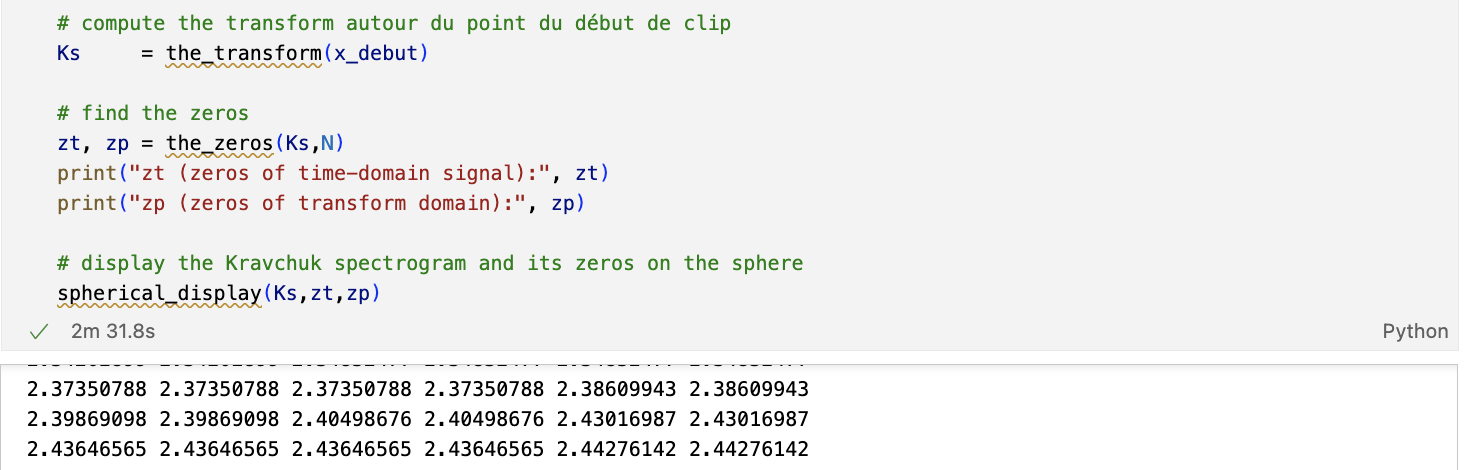 # compute the transform autour du point du début de clip
Ks     = the_transform(x_debut)
# find the zeros
zt, zp = the_zeros(Ks,N)
print("zt (zeros of time-domain signal):", zt)
print("zp (zeros of transform domain):", zp)
# display the Kravchuk spectrogram and its zeros on the sphere
spherical_display(Ks,zt,zp)
2m 31.8s
Python
2.37350788 2.37350788 2.37350788 2.37350788 2.38609943 2.38609943
2.39869098 2.39869098 2.40498676 2.40498676 2.43016987 2.43016987
2.43646565 2.43646565 2.43646565 2.43646565 2.44276142 2.44276142